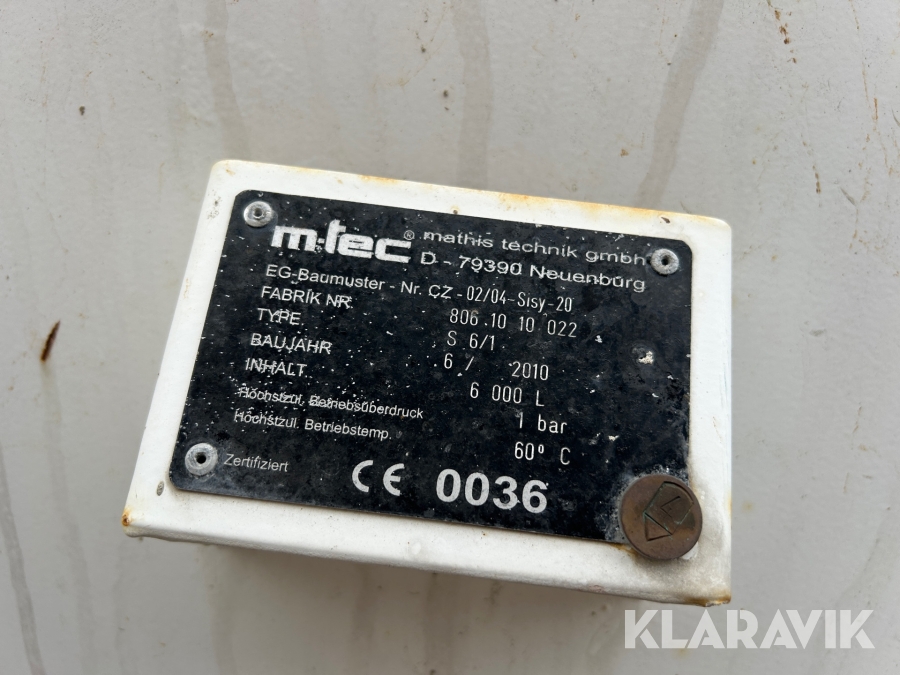 m-tec ® mathis technik gmbh
D - 79390 Neuenburg
EG-Baumuster - Nr. CZ - 02/04-Sisy-20
FABRIK NR 806 10 10 022
TYPE S 6/1
BAUJAHR 6 / 2010
INHALT 6 000 L
Höchstzul. Betriebsüberdruck 1 bar
Höchstzul. Betriebstemp. 60° C
Zertifiziert CE 0036
KLARAVIK